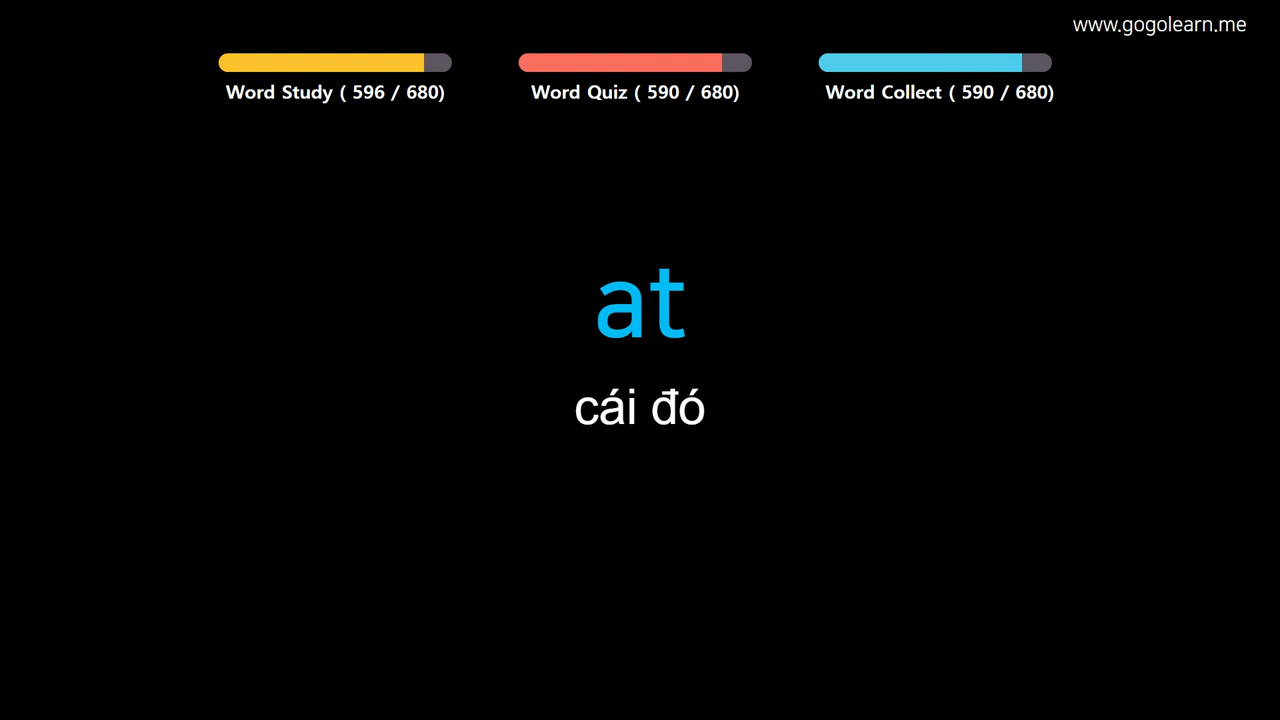 www.gogolearn.me
Word Study ( 596 / 680)
Word Quiz ( 590 / 680)
Word Collect ( 590 / 680)
at
cái đó